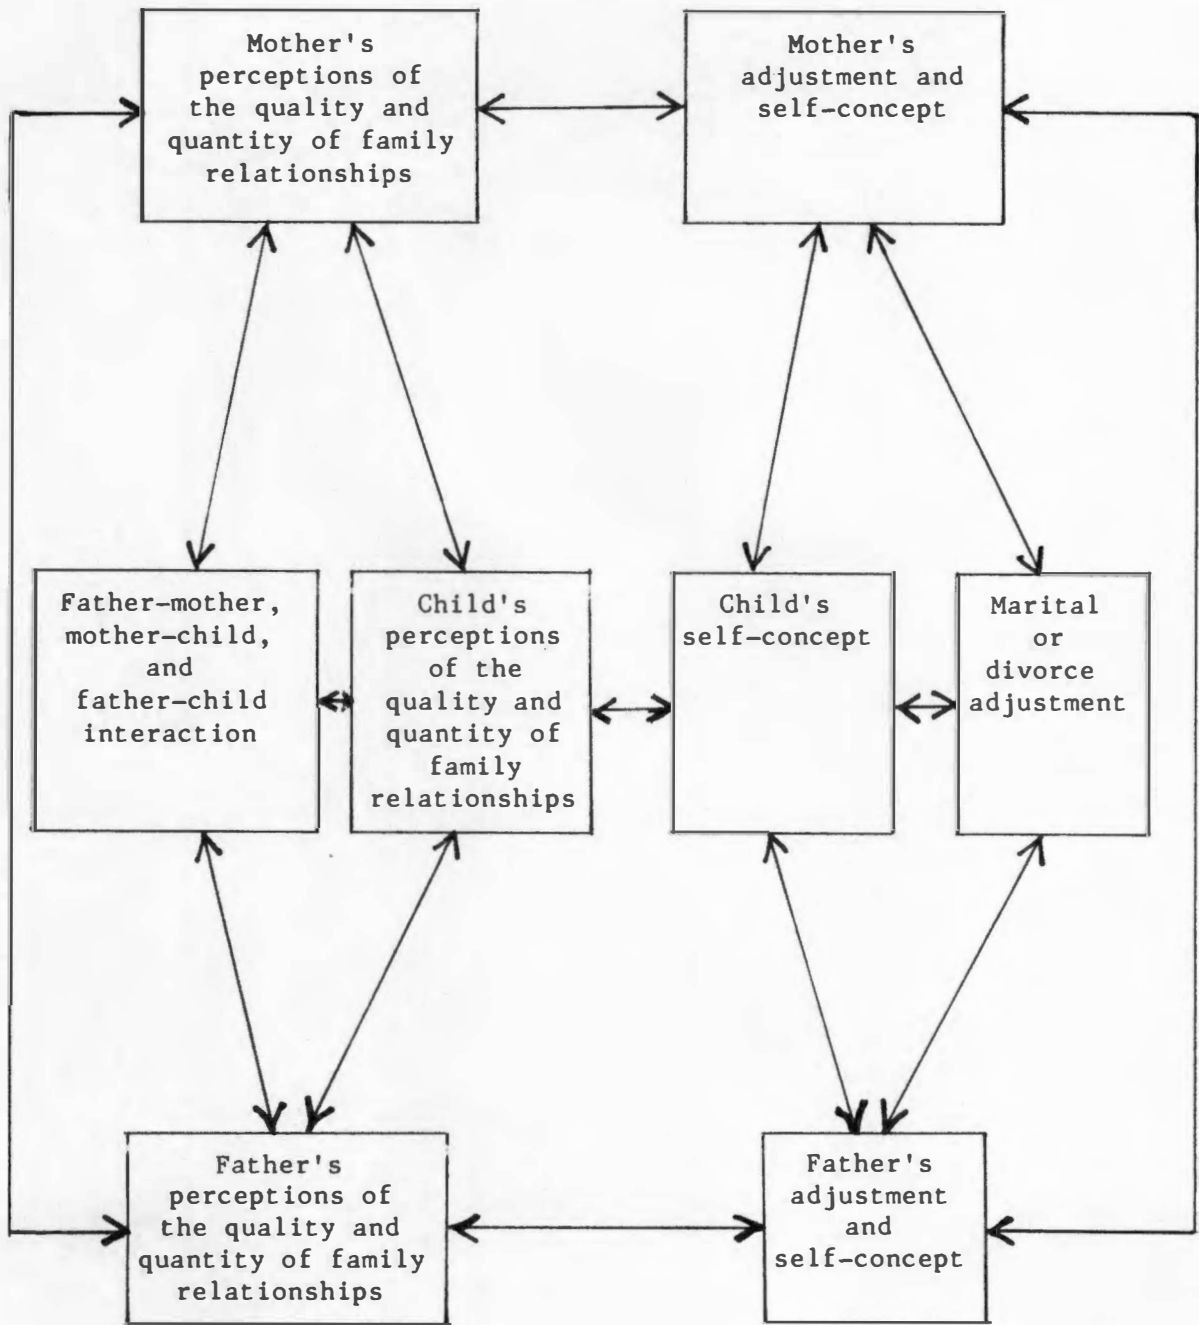 Mother's
perceptions of
the quality and
quantity of family
relationships
Mother's
adjustment and
self-concept
Father-mother,
mother-child,
and
father-child
interaction
Child's
perceptions
of the
quality and
quantity of
family
relationships
Child's
self-concept
Marital
or
divorce
adjustment
Father's
perceptions of
the quality and
quantity of family
relationships
Father's
adjustment
and
self-concept